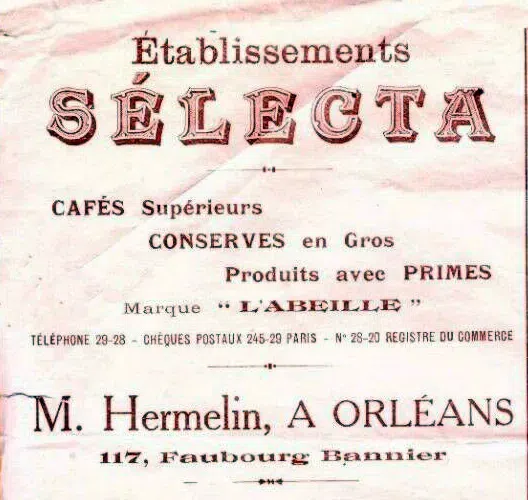 Établissements
SÉLECTA
CAFÉS Supérieurs
CONSERVES en Gros
Produits avec PRIMES
Marque " L'ABEILLE "
TÉLÉPHONE 29-28 - CHÈQUES POSTAUX 245-29 PARIS - N° 28-20 REGISTRE DU COMMERCE
M. Hermelin, A ORLÉANS
117, Faubourg Bannier